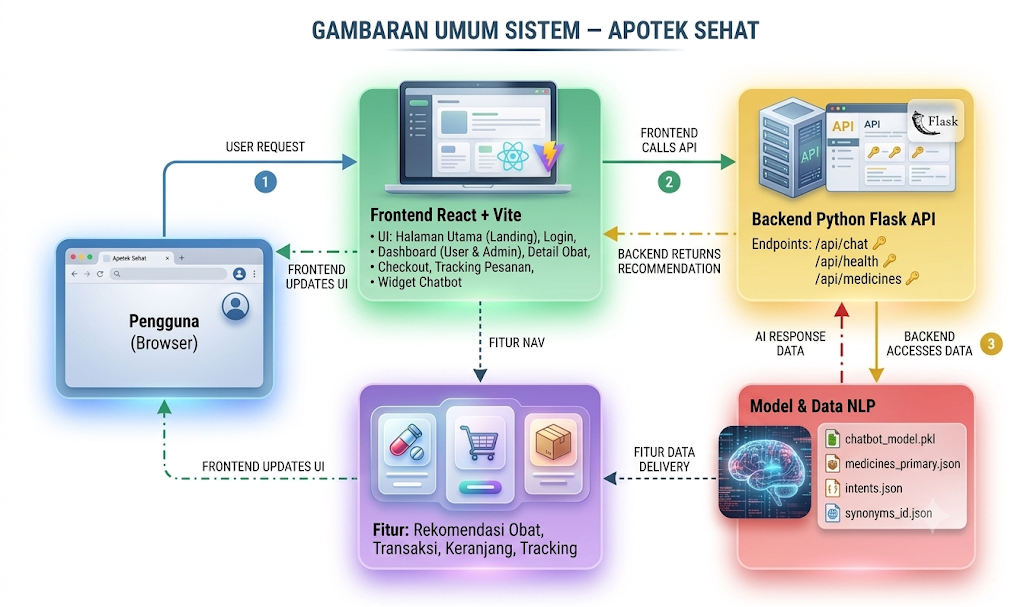 GAMBARAN UMUM SISTEM — APOTEK SEHAT
USER REQUEST
1
FRONTEND
CALLS API
2
API
API
API
Flask
Frontend React + Vite
• UI: Halaman Utama (Landing), Login,
• Dashboard (User & Admin), Detail Obat,
• Checkout, Tracking Pesanan,
• Widget Chatbot
Backend Python Flask API
Endpoints: /api/chat
/api/health
/api/medicines
BACKEND RETURNS
RECOMMENDATION
FRONTEND
UPDATES UI
Apotek Sehat
Pengguna
(Browser)
FITUR NAV
AI RESPONSE
DATA
BACKEND
ACCESSES DATA
3
Model & Data NLP
chatbot_model.pkl
medicines_primary.json
intents.json
synonyms_id.json
FITUR DATA
DELIVERY
FRONTEND UPDATES UI
Fitur: Rekomendasi Obat,
Transaksi, Keranjang, Tracking